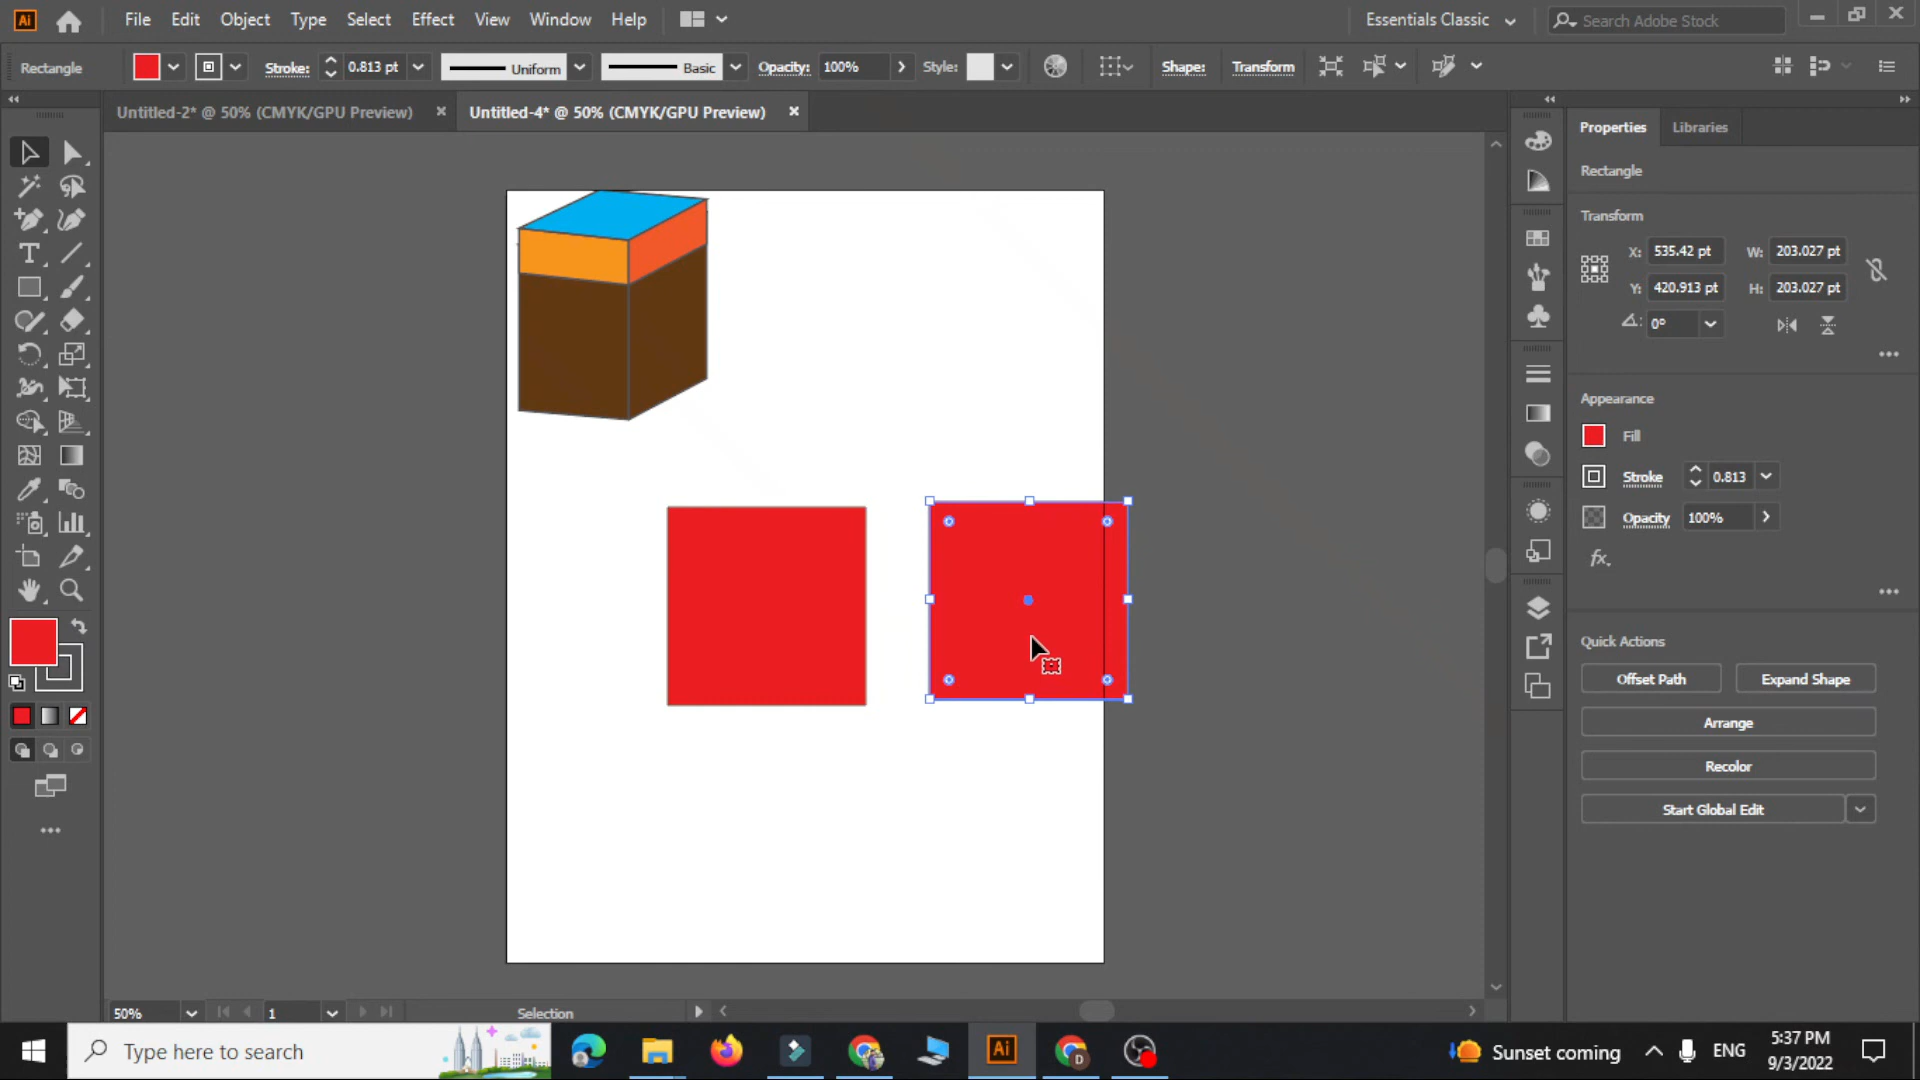 Ai File Edit Object Type Select Effect View Window Help Essentials Classic Search Adobe Stock
Rectangle Stroke: 0.813 pt Uniform Basic Opacity: 100% Style: Shape: Transform
Untitled-2* @ 50% (CMYK/GPU Preview) Untitled-4* @ 50% (CMYK/GPU Preview)
Properties Libraries
Rectangle
Transform
X: 535.42 pt W: 203.027 pt
Y: 420.913 pt H: 203.027 pt
0°
Appearance
Fill
Stroke 0.813
Opacity 100%
fx.
Quick Actions
Offset Path Expand Shape
Arrange
Recolor
Start Global Edit
50% 1 Selection
Type here to search Ai D Sunset coming ENG 5:37 PM
9/3/2022